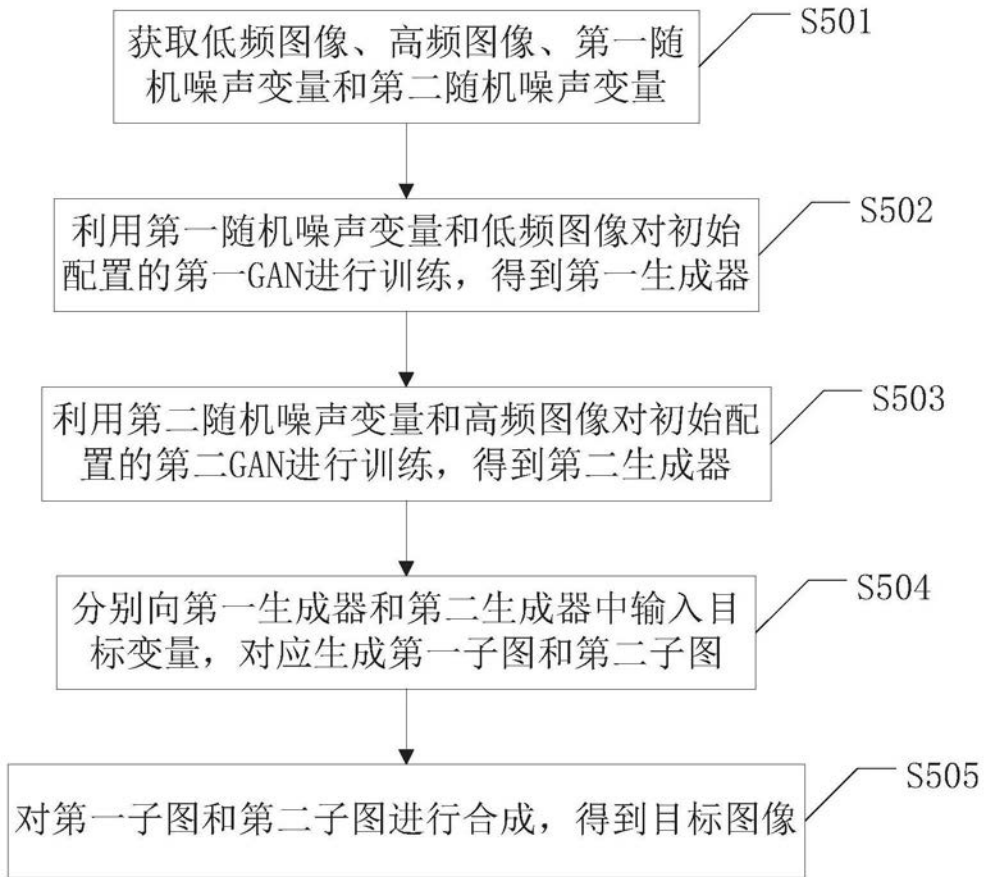 获取低频图像、高频图像、第一随
机噪声变量和第二随机噪声变量
S501
利用第一随机噪声变量和低频图像对初始
配置的第一GAN进行训练，得到第一生成器
S502
利用第二随机噪声变量和高频图像对初始配
置的第二GAN进行训练，得到第二生成器
S503
分别向第一生成器和第二生成器中输入目
标变量，对应生成第一子图和第二子图
S504
对第一子图和第二子图进行合成，得到目标图像
S505